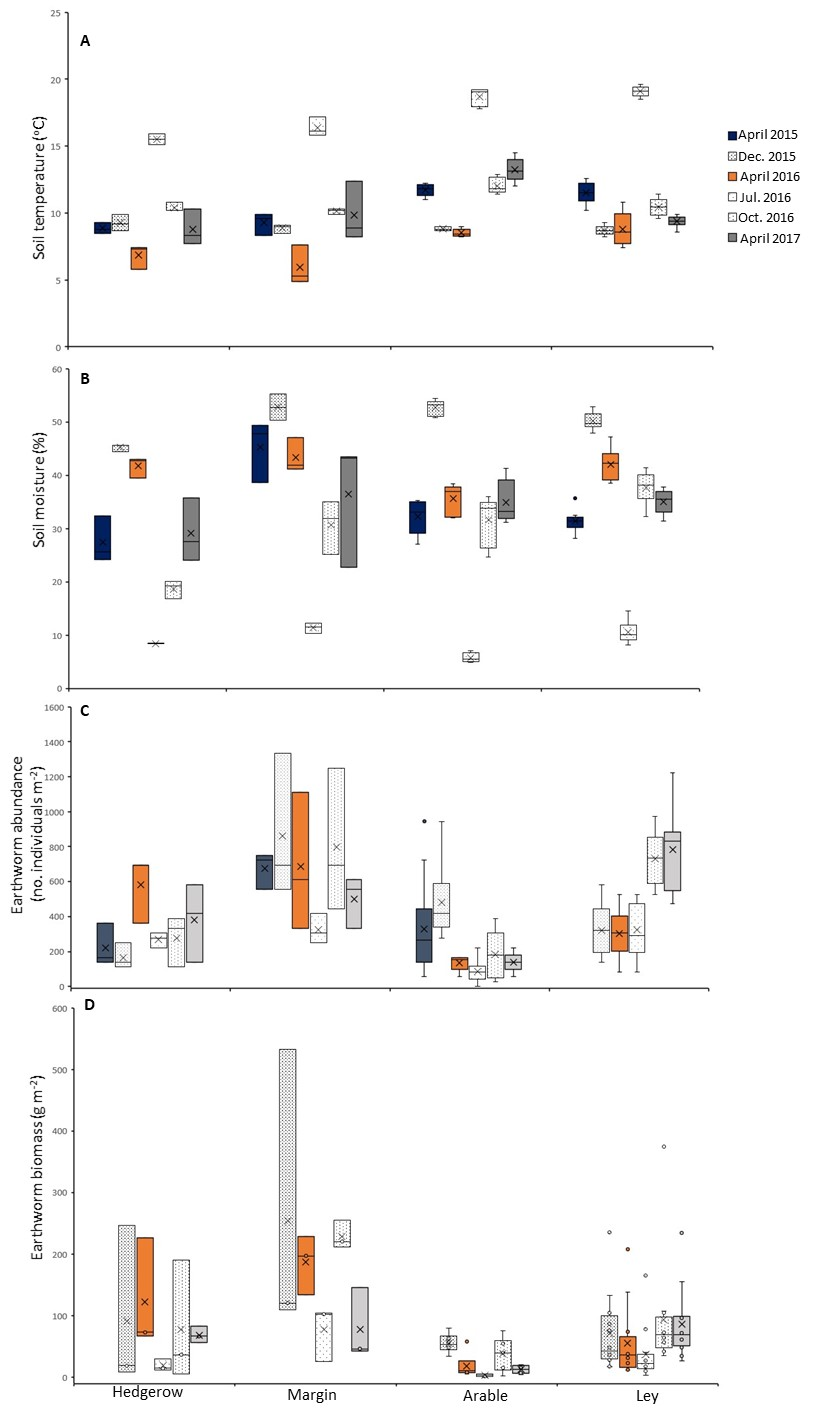 A
25
20
15
10
5
0
Soil temperature (°C)
April 2015
Dec. 2015
April 2016
Jul. 2016
Oct. 2016
April 2017
B
60
50
40
30
20
10
0
Soil moisture (%)
C
1600
1400
1200
1000
800
600
400
200
0
Earthworm abundance
(no. individuals m⁻²)
D
600
500
400
300
200
100
0
Earthworm biomass (g m⁻²)
Hedgerow Margin Arable Ley